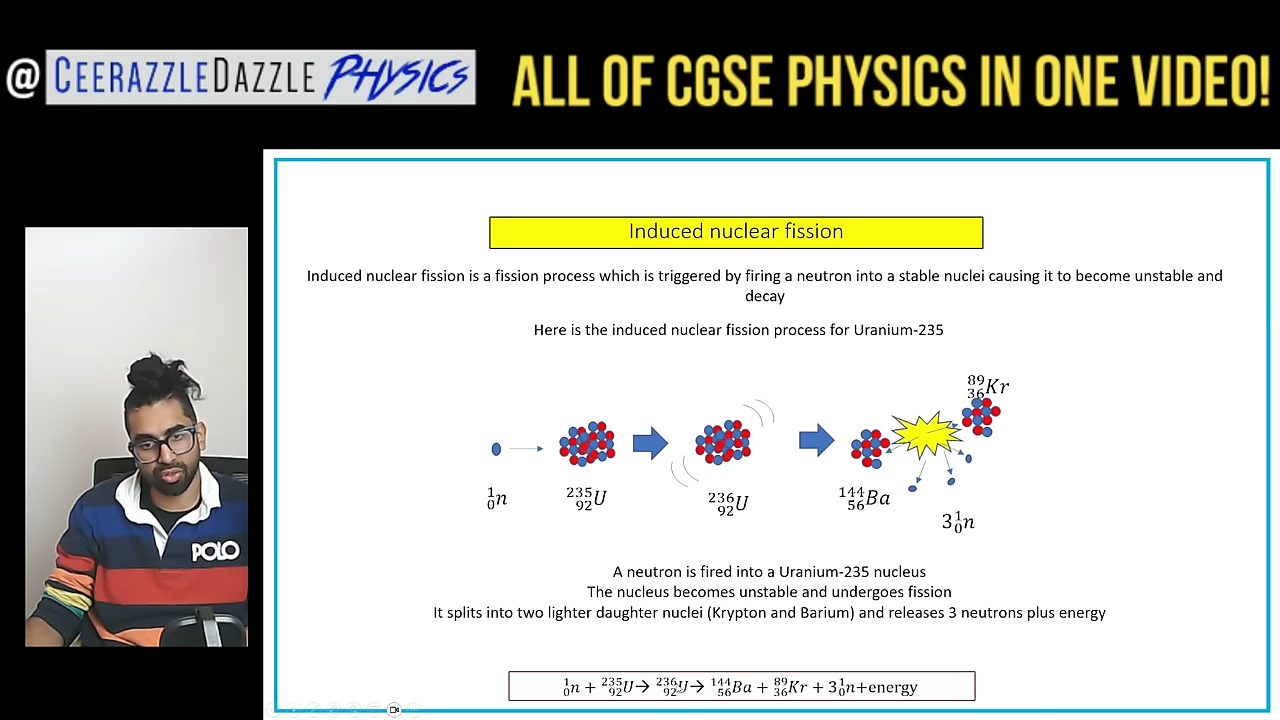 @CEERAZZLEDAZZLE PHYSICS
ALL OF CGSE PHYSICS IN ONE VIDEO!
Induced nuclear fission
Induced nuclear fission is a fission process which is triggered by firing a neutron into a stable nuclei causing it to become unstable and
decay
Here is the induced nuclear fission process for Uranium-235
⁸⁹₃₆Kr
¹₀n
²³⁵₉₂U
²³⁶₉₂U
¹⁴⁴₅₆Ba
3¹₀n
A neutron is fired into a Uranium-235 nucleus
The nucleus becomes unstable and undergoes fission
It splits into two lighter daughter nuclei (Krypton and Barium) and releases 3 neutrons plus energy
¹₀n + ²³⁵₉₂U→ ²³⁶₉₂U→ ¹⁴⁴₅₆Ba + ⁸⁹₃₆Kr + 3¹₀n+energy
POLO